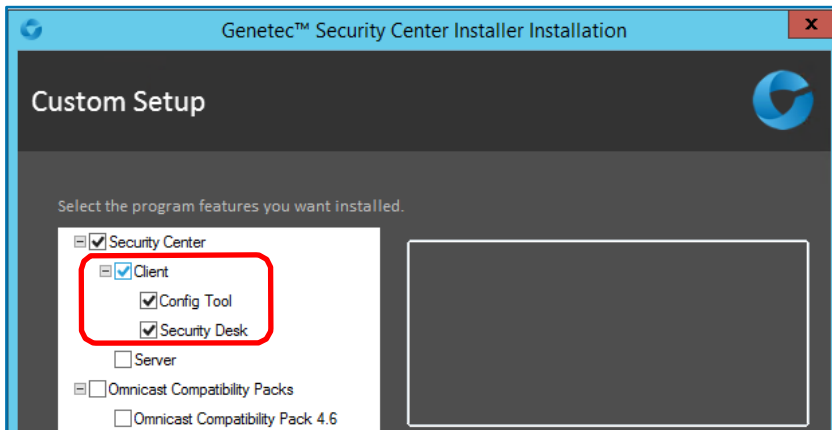 Genetec™ Security Center Installer Installation
x
Custom Setup
Select the program features you want installed.
Security Center
Client
Config Tool
Security Desk
Server
Omnicast Compatibility Packs
Omnicast Compatibility Pack 4.6